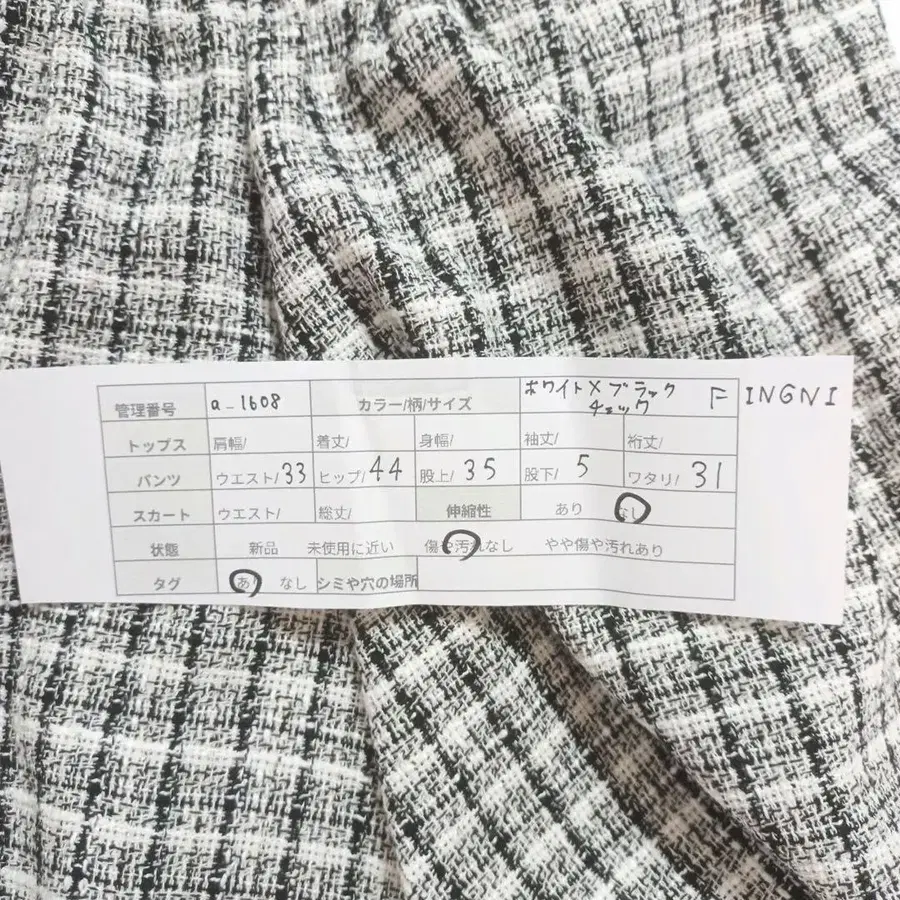 管理番号 a-1608 カラー/柄/サイズ ホワイト×ブラックチェック F INGNI
トップス 肩幅/ 着丈/ 身幅/ 袖丈/ 裄丈/
パンツ ウエスト/33 ヒップ/44 股上/35 股下/5 ワタリ/31
スカート ウエスト/ 総丈/ 伸縮性 あり なし
状態 新品 未使用に近い 傷や汚れなし やや傷や汚れあり
タグ あり なし シミや穴の場所